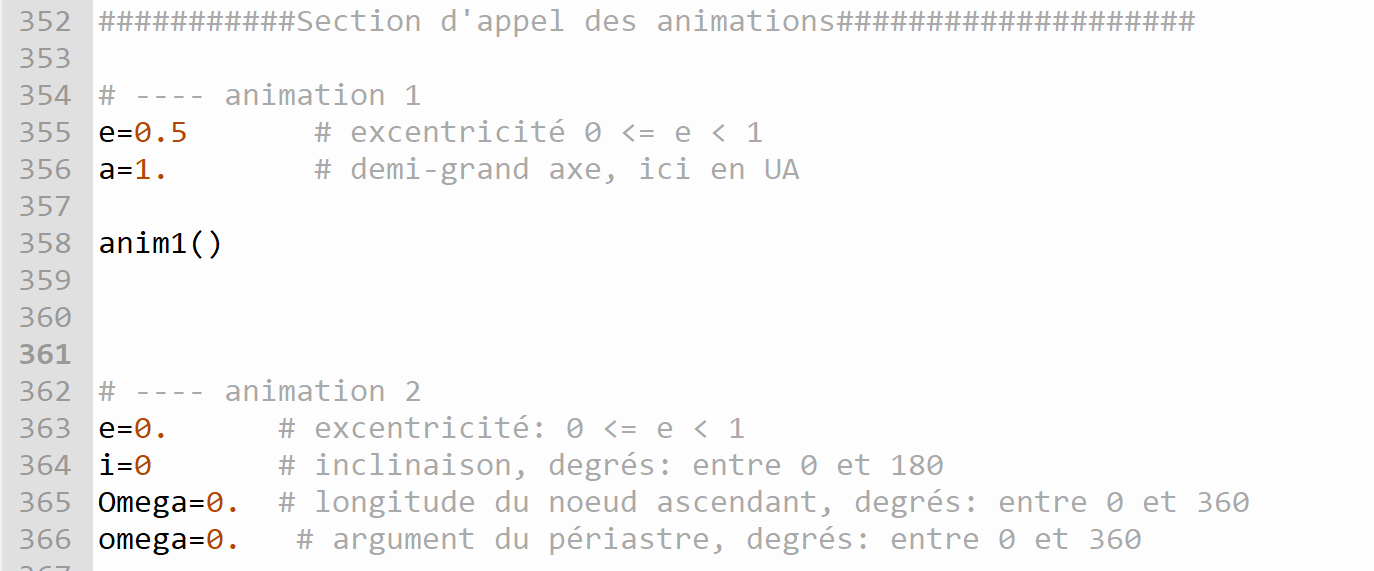 352 ###########Section d'appel des animations####################
353
354 # ---- animation 1
355 e=0.5 # excentricité 0 <= e < 1
356 a=1. # demi-grand axe, ici en UA
357
358 anim1()
359
360
361
362 # ---- animation 2
363 e=0. # excentricité: 0 <= e < 1
364 i=0 # inclinaison, degrés: entre 0 et 180
365 Omega=0. # longitude du noeud ascendant, degrés: entre 0 et 360
366 omega=0. # argument du périastre, degrés: entre 0 et 360
367